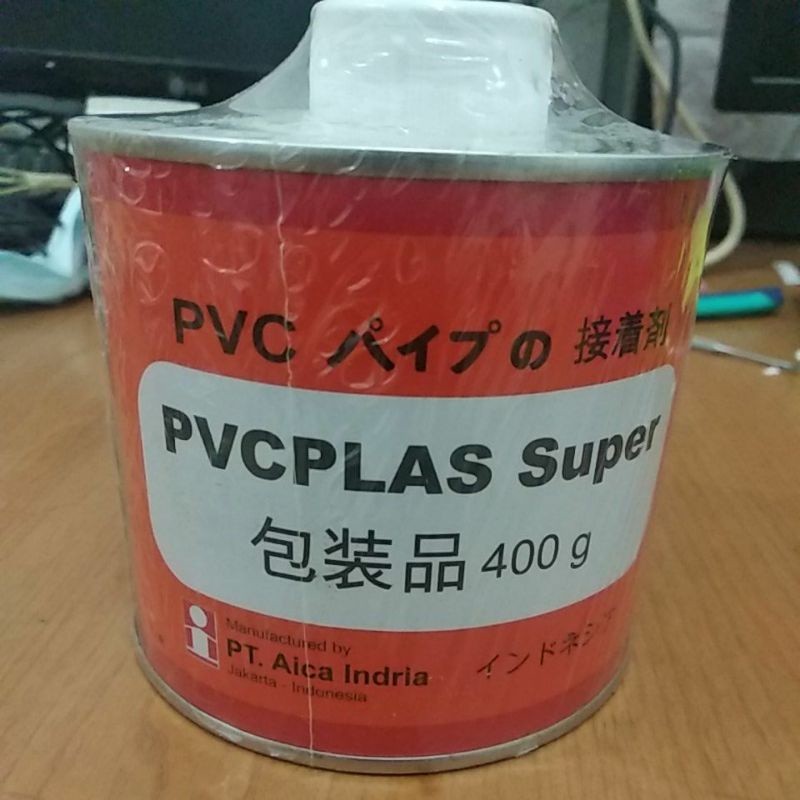 PVC パイプの 接着剤
PVCPLAS Super
包装品 400 g
Manufactured by
PT. Aica Indria
Jakarta - Indonesia
インドネシア
LG